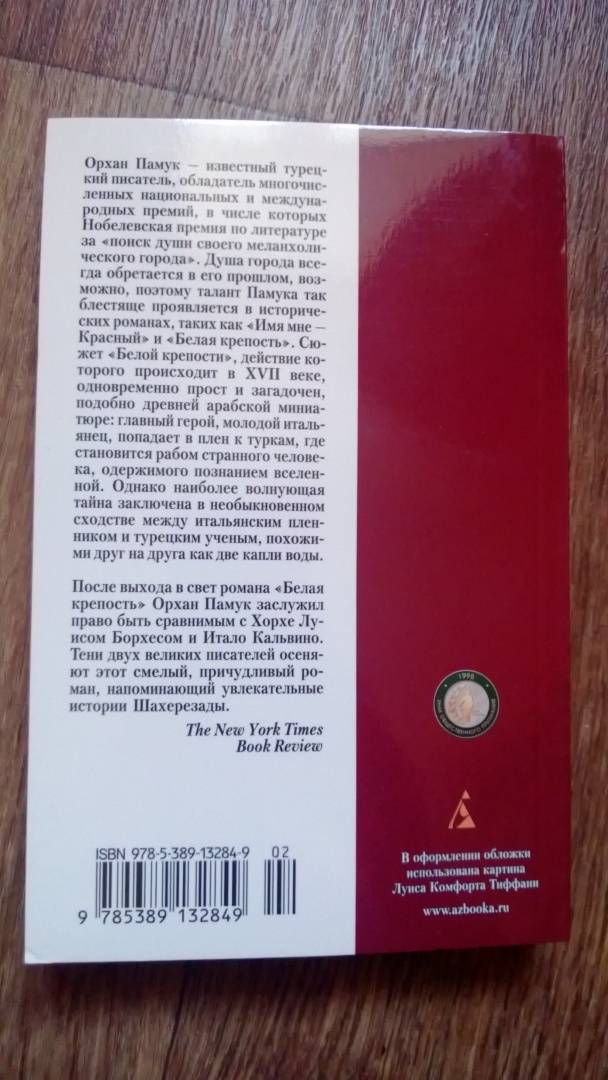 Орхан Памук – известный турец-
кий писатель, обладатель многочис-
ленных национальных и междуна-
родных премий, в числе которых
Нобелевская премия по литературе
за «поиск души своего меланхоли-
ческого города». Душа города все-
гда обретается в его прошлом, воз-
можно, поэтому талант Памука так
блестяще проявляется в историче-
ских романах, таких как «Имя мне –
Красный» и «Белая крепость». Сю-
жет «Белой крепости», действие ко-
торого происходит в XVII веке,
одновременно прост и загадочен,
подобно древней арабской миниа-
тюре: главный герой, молодой италь-
янец, попадает в плен к туркам, где
становится рабом странного челове-
ка, одержимого познанием вселен-
ной. Однако наиболее волнующая
тайна заключена в необыкновенном
сходстве между итальянским плен-
ником и турецким ученым, похожи-
ми друг на друга как две капли воды.
После выхода в свет романа «Белая
крепость» Орхан Памук заслужил
право быть сравнимым с Хорхе Лу-
исом Борхесом и Итало Кальвино.
Тени двух великих писателей осеня-
ют этот смелый, причудливый ро-
ман, напоминающий увлекательные
истории Шахерезады.
The New York Times
Book Review
ISBN 978-5-389-13284-9 02
9 785389 132849
1998
ЗНАК ОБЩЕСТВЕННОГО ПРИЗНАНИЯ
В оформлении обложки
использована картина
Луиса Комфорта Тиффани
www.azbooka.ru